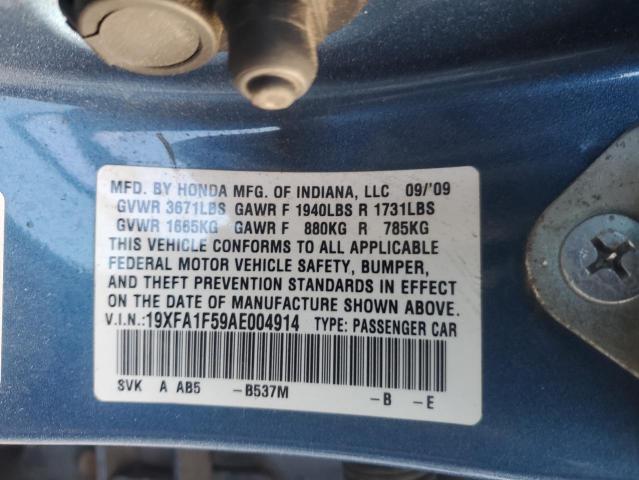 MFD. BY HONDA MFG. OF INDIANA, LLC 09/'09
GVWR 3671LBS GAWR F 1940LBS R 1731LBS
GVWR 1665KG GAWR F 880KG R 785KG
THIS VEHICLE CONFORMS TO ALL APPLICABLE
FEDERAL MOTOR VEHICLE SAFETY, BUMPER,
AND THEFT PREVENTION STANDARDS IN EFFECT
ON THE DATE OF MANUFACTURE SHOWN ABOVE.
V.I.N.:19XFA1F59AE004914 TYPE: PASSENGER CAR
SVK A AB5 -B537M -B -E